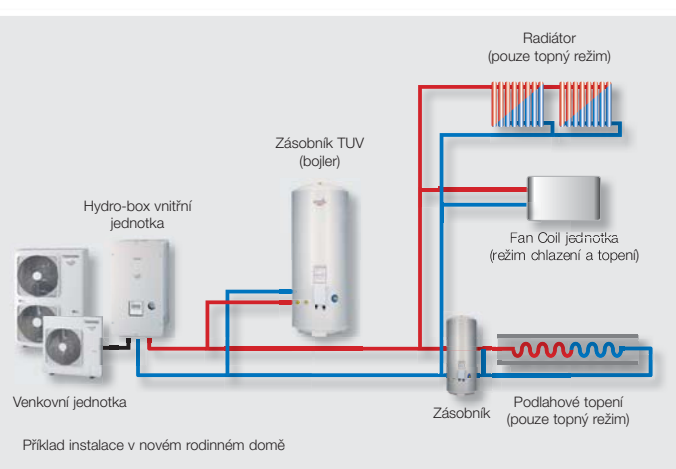 Radiátor
(pouze topný režim)
Zásobník TUV
(bojler)
Hydro-box vnitřní
jednotka
Fan Coil jednotka
(režim chlazení a topení)
Venkovní jednotka
Zásobník
Podlahové topení
(pouze topný režim)
Příklad instalace v novém rodinném domě